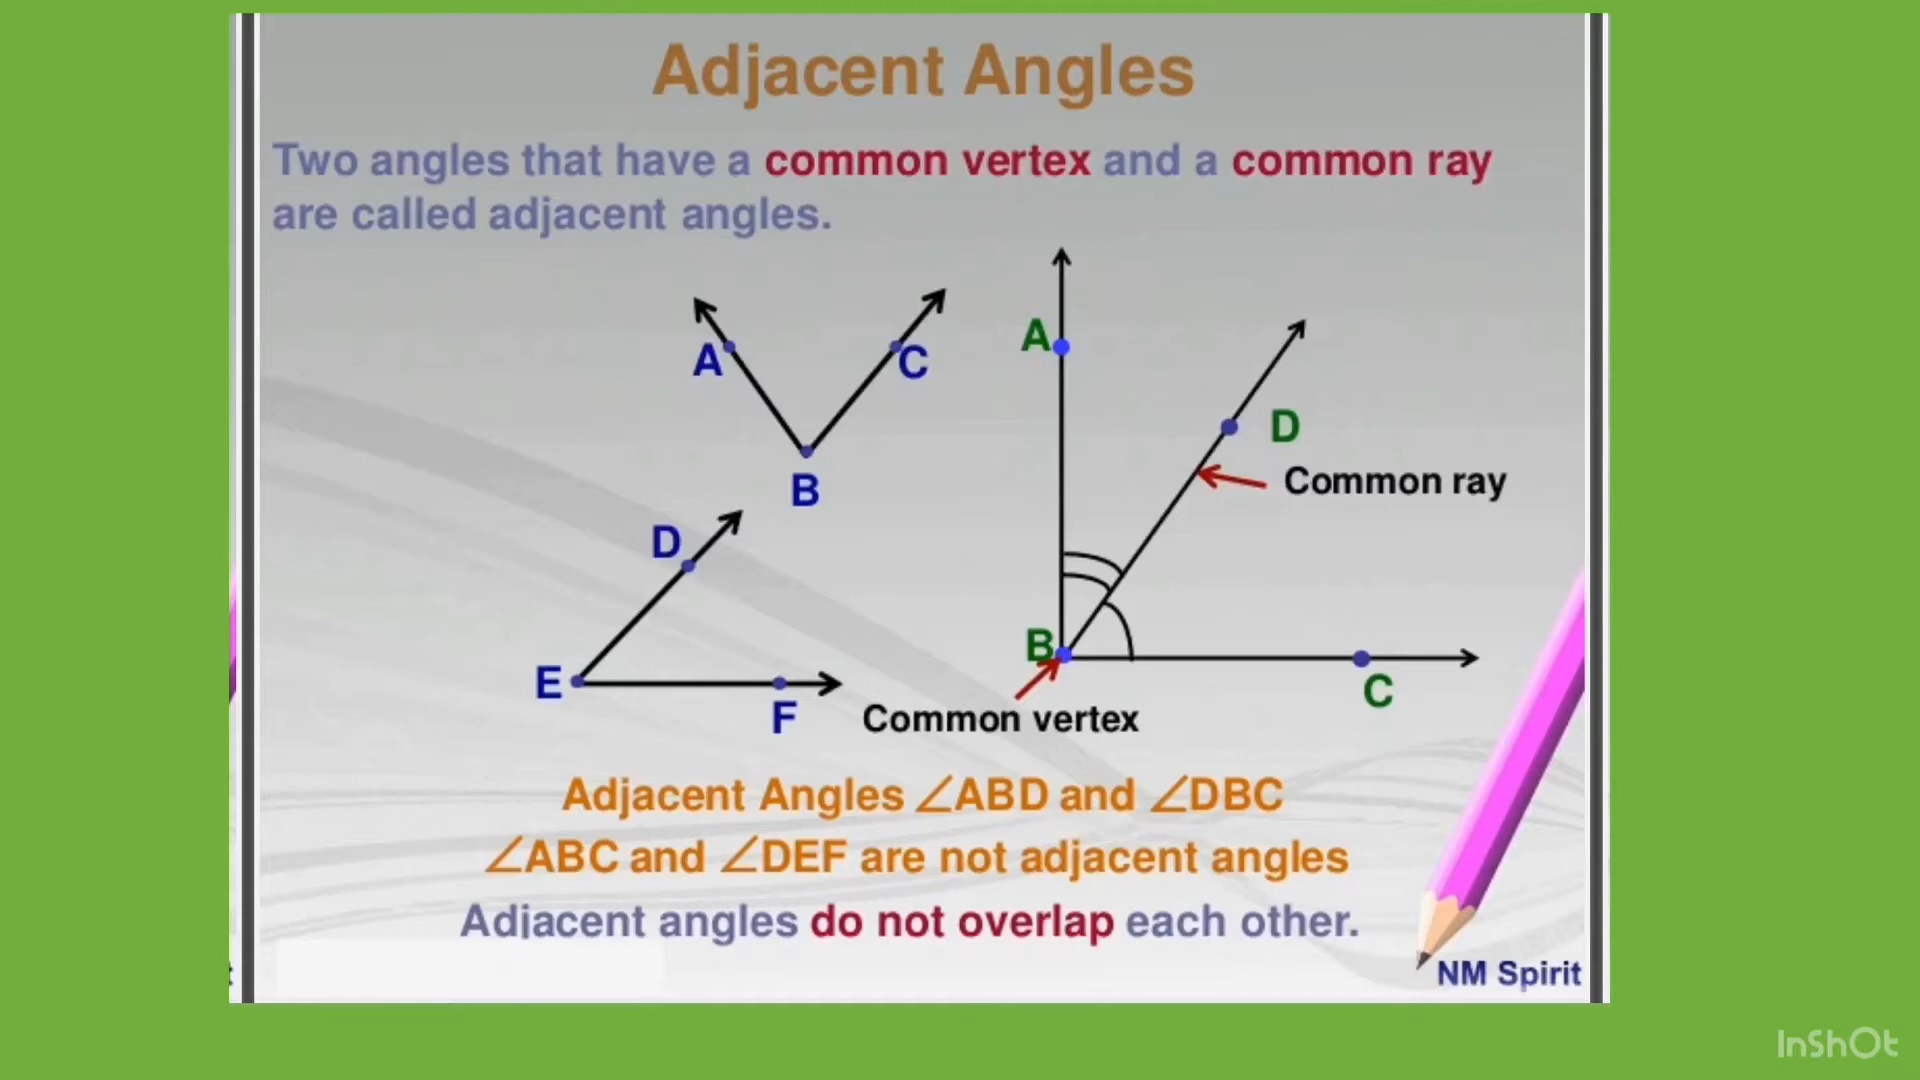 Adjacent Angles
Two angles that have a common vertex and a common ray
are called adjacent angles.
A
C
B
D
E
F
A
D
Common ray
B
C
Common vertex
Adjacent Angles ∠ABD and ∠DBC
∠ABC and ∠DEF are not adjacent angles
Adjacent angles do not overlap each other.
NM Spirit
InShOt